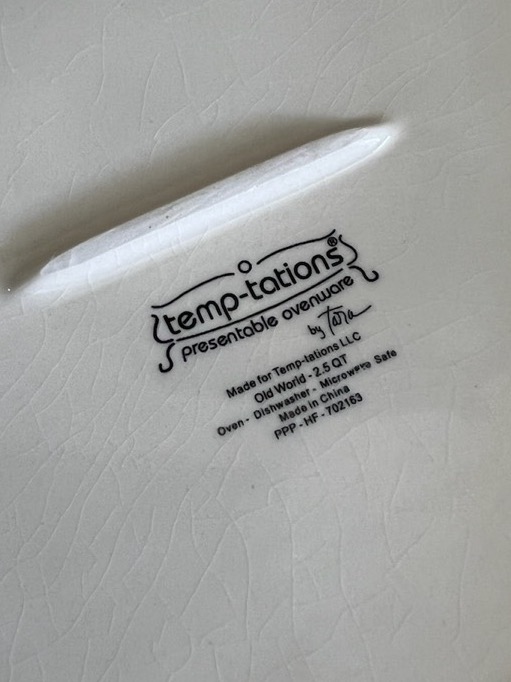 temp-tations®
presentable ovenware
by Tara
Made for Temp-tations LLC
Old World - 2.5 QT
Oven - Dishwasher - Microwave Safe
Made in China
PPP - HF - 702163